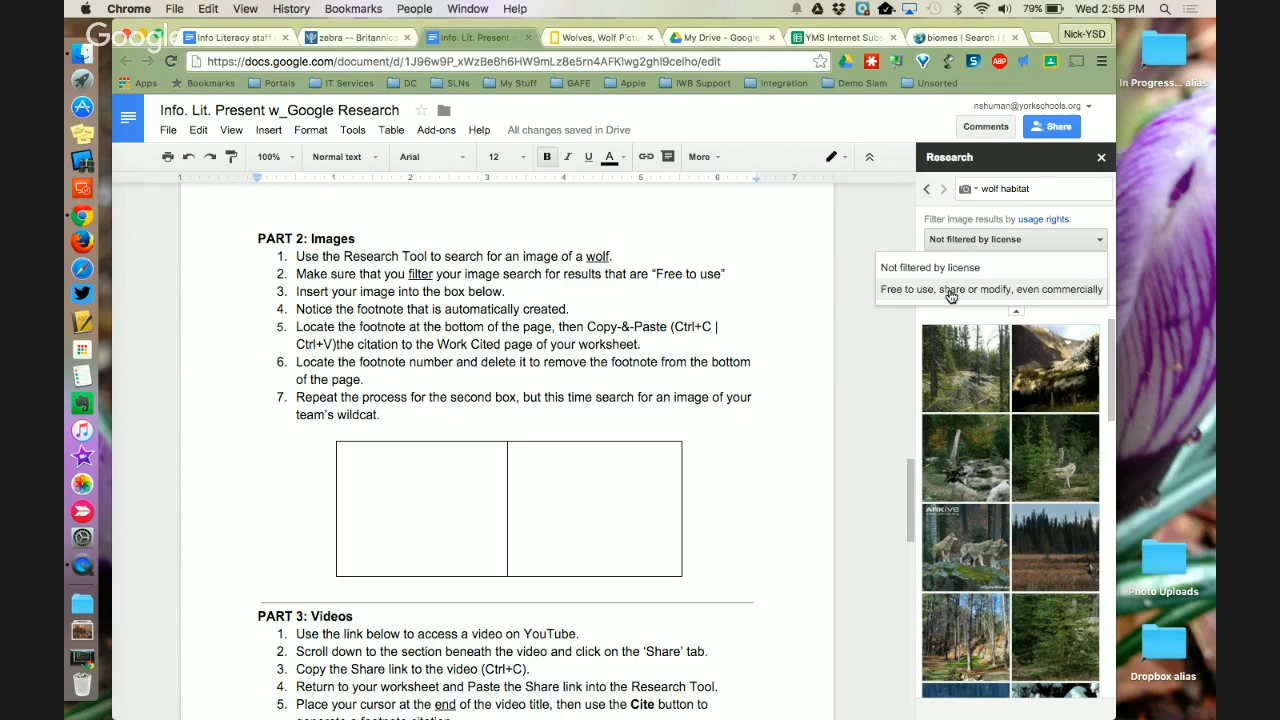 Chrome File Edit View History Bookmarks People Window Help 79% Wed 2:55 PM
Google
Info Literacy staff zebra -- Britannic Info. Lit. Present w Wolves, Wolf Pictur My Drive - Google YMS Internet Subs biomes | Search | L Nick-YSD
https://docs.google.com/document/d/1J96w9P_xWzBe8h6HW9mLz8e5rn4AFKlwg2ghl9celho/edit
Apps Bookmarks Portals IT Services DC SLNs My Stuff GAFE Apple IWB Support Integration Demo Slam Unsorted
Info. Lit. Present w_Google Research
nshuman@yorkschools.org
File Edit View Insert Format Tools Table Add-ons Help All changes saved in Drive
Comments Share
100% Normal text Arial 12 B I U A More
Research
1 1 2 3 4 5 6 7
wolf habitat
Filter image results by usage rights:
Not filtered by license
Not filtered by license
Free to use, share or modify, even commercially
ARKIVE
PART 2: Images
1. Use the Research Tool to search for an image of a wolf.
2. Make sure that you filter your image search for results that are “Free to use”
3. Insert your image into the box below.
4. Notice the footnote that is automatically created.
5. Locate the footnote at the bottom of the page, then Copy-&-Paste (Ctrl+C |
Ctrl+V)the citation to the Work Cited page of your worksheet.
6. Locate the footnote number and delete it to remove the footnote from the bottom
of the page.
7. Repeat the process for the second box, but this time search for an image of your
team’s wildcat.
PART 3: Videos
1. Use the link below to access a video on YouTube.
2. Scroll down to the section beneath the video and click on the ‘Share’ tab.
3. Copy the Share link to the video (Ctrl+C).
4. Return to your worksheet and Paste the Share link into the Research Tool.
5. Place your cursor at the end of the video title, then use the Cite button to
generate a footnote citation.
in Progress... alias
Photo Uploads
Dropbox alias